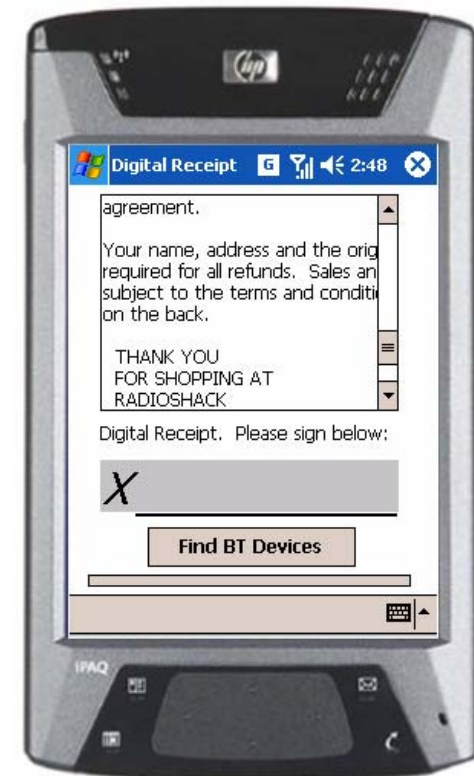 hp
Digital Receipt G 2:48
agreement.
Your name, address and the orig
required for all refunds. Sales an
subject to the terms and conditi
on the back.
THANK YOU
FOR SHOPPING AT
RADIOSHACK
Digital Receipt. Please sign below:
X
Find BT Devices
iPAQ